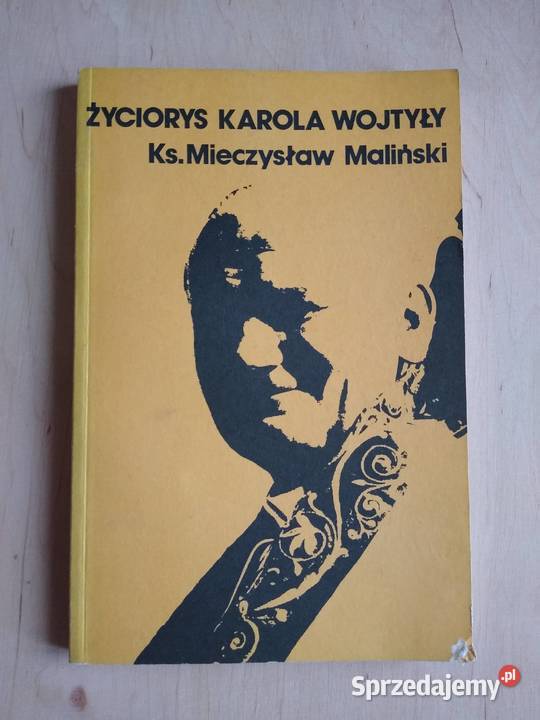 ŻYCIORYS KAROLA WOJTYŁY
Ks.Mieczysław Maliński
Sprzedajemy.pl